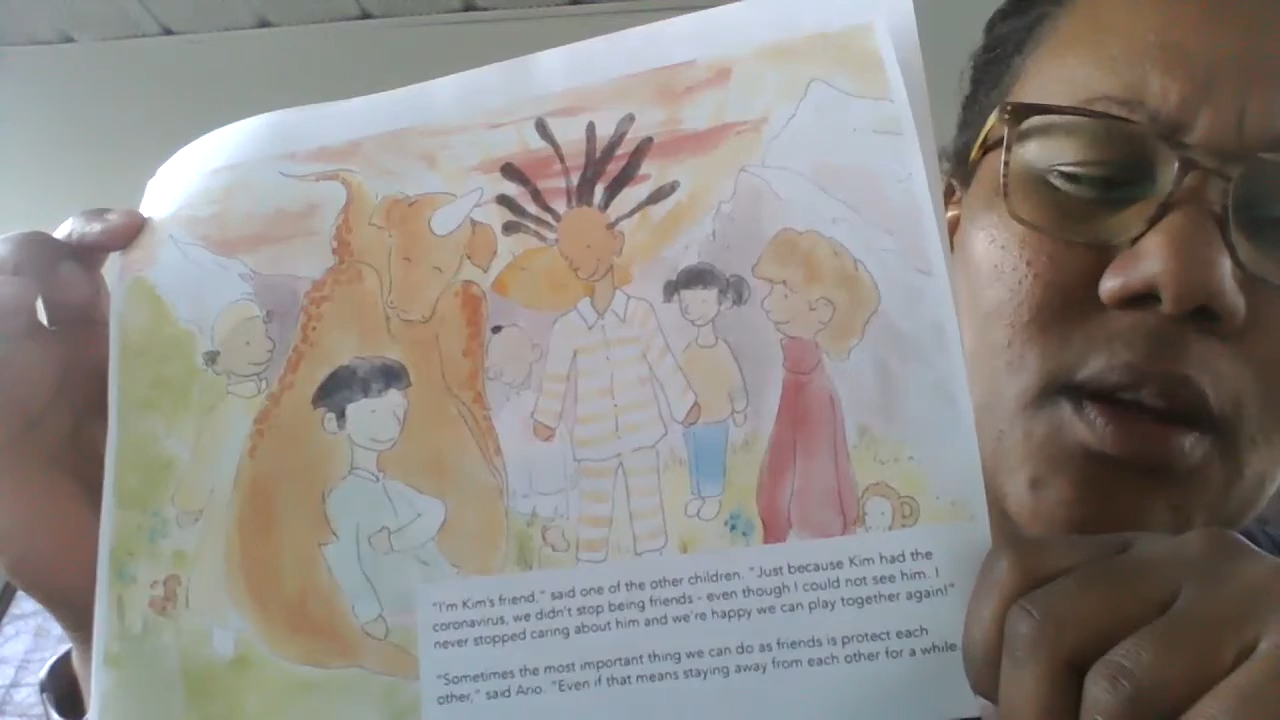 "I'm Kim's friend," said one of the other children. "Just because Kim had the
coronavirus, we didn't stop being friends - even though I could not see him. I
never stopped caring about him and we're happy we can play together again!"
"Sometimes the most important thing we can do as friends is protect each
other," said Ario. "Even if that means staying away from each other for a while.